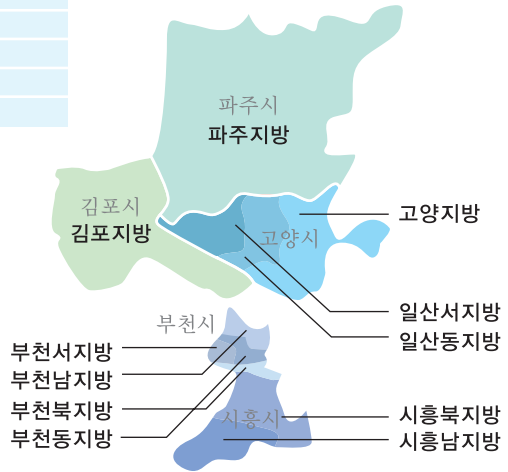 파주시
파주지방
김포시
김포지방
고양시
고양지방
일산서지방
일산동지방
부천시
부천서지방
부천남지방
부천북지방
부천동지방
시흥시
시흥북지방
시흥남지방